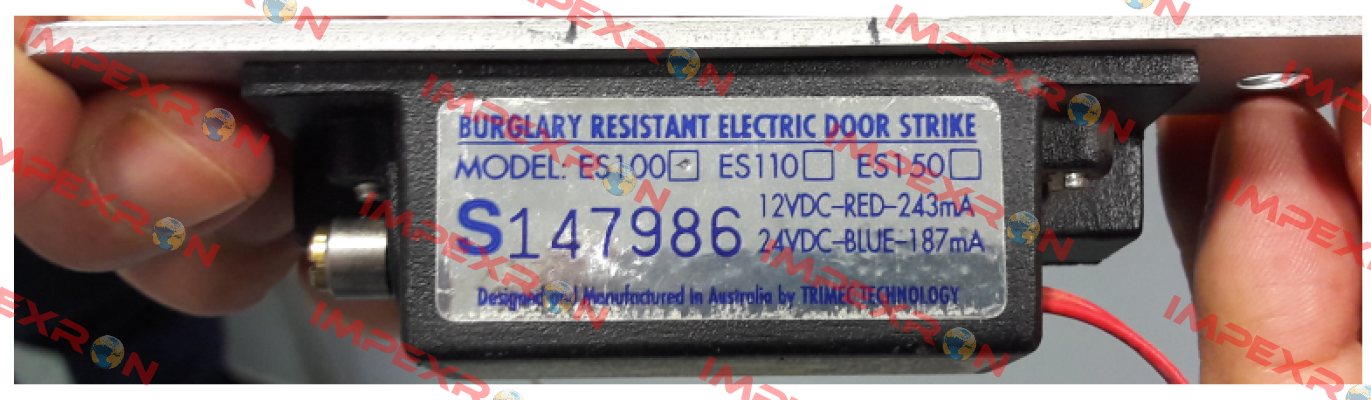 BURGLARY RESISTANT ELECTRIC DOOR STRIKE
MODEL: ES100 ES110 ES150
S147986
12VDC-RED-243mA
24VDC-BLUE-187mA
Designed and Manufactured in Australia by TRIMEC TECHNOLOGY
IMPEXRON